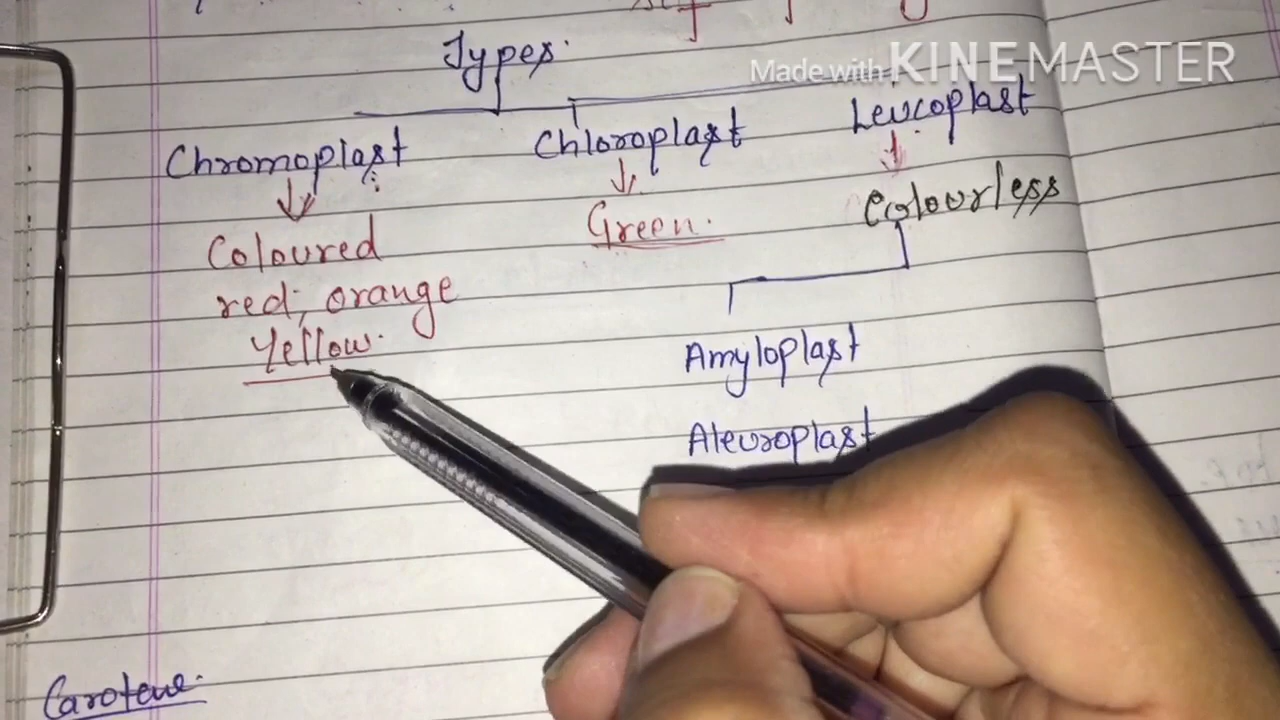 Types
Made with KINEMASTER
Chromoplast Chloroplast Leucoplast
Coloured Green. Colourless
red, orange
Yellow.
Amyloplast
Aleuroplast
Carotene.